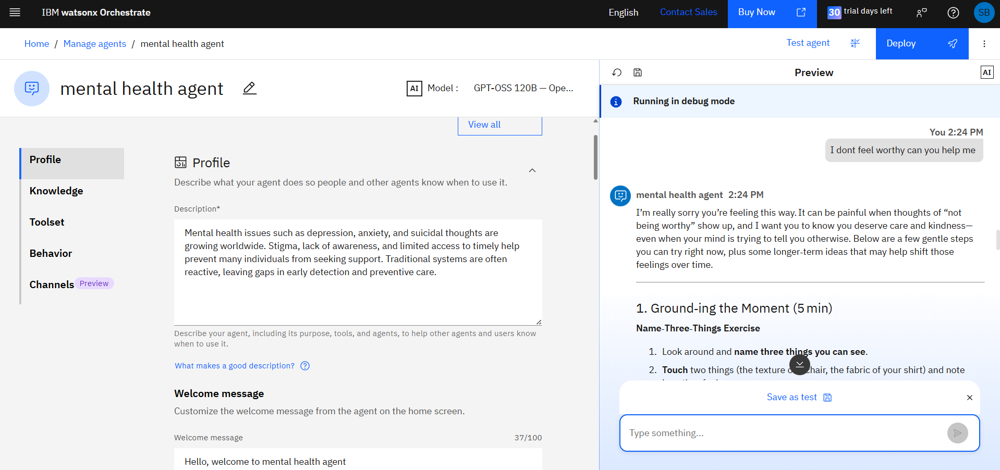 IBM watsonx Orchestrate
English
Contact Sales
Buy Now
30 trial days left
SB
Home / Manage agents / mental health agent
Test agent
Deploy
mental health agent
AI Model : GPT-OSS 120B — Ope...
View all
Profile
Knowledge
Toolset
Behavior
Channels Preview
Profile
Describe what your agent does so people and other agents know when to use it.
Description*
Mental health issues such as depression, anxiety, and suicidal thoughts are
growing worldwide. Stigma, lack of awareness, and limited access to timely help
prevent many individuals from seeking support. Traditional systems are often
reactive, leaving gaps in early detection and preventive care.
Describe your agent, including its purpose, tools, and agents, to help other agents and users know
when to use it.
What makes a good description?
Welcome message
Customize the welcome message from the agent on the home screen.
Welcome message 37/100
Hello, welcome to mental health agent
Preview
AI
Running in debug mode
You 2:24 PM
I dont feel worthy can you help me
mental health agent 2:24 PM
I’m really sorry you’re feeling this way. It can be painful when thoughts of “not
being worthy” show up, and I want you to know you deserve care and kindness—
even when your mind is trying to tell you otherwise. Below are a few gentle steps
you can try right now, plus some longer-term ideas that may help shift those
feelings over time.
1. Ground-ing the Moment (5 min)
Name-Three-Things Exercise
1. Look around and name three things you can see.
2. Touch two things (the texture chair, the fabric of your shirt) and note
Save as test
Type something...